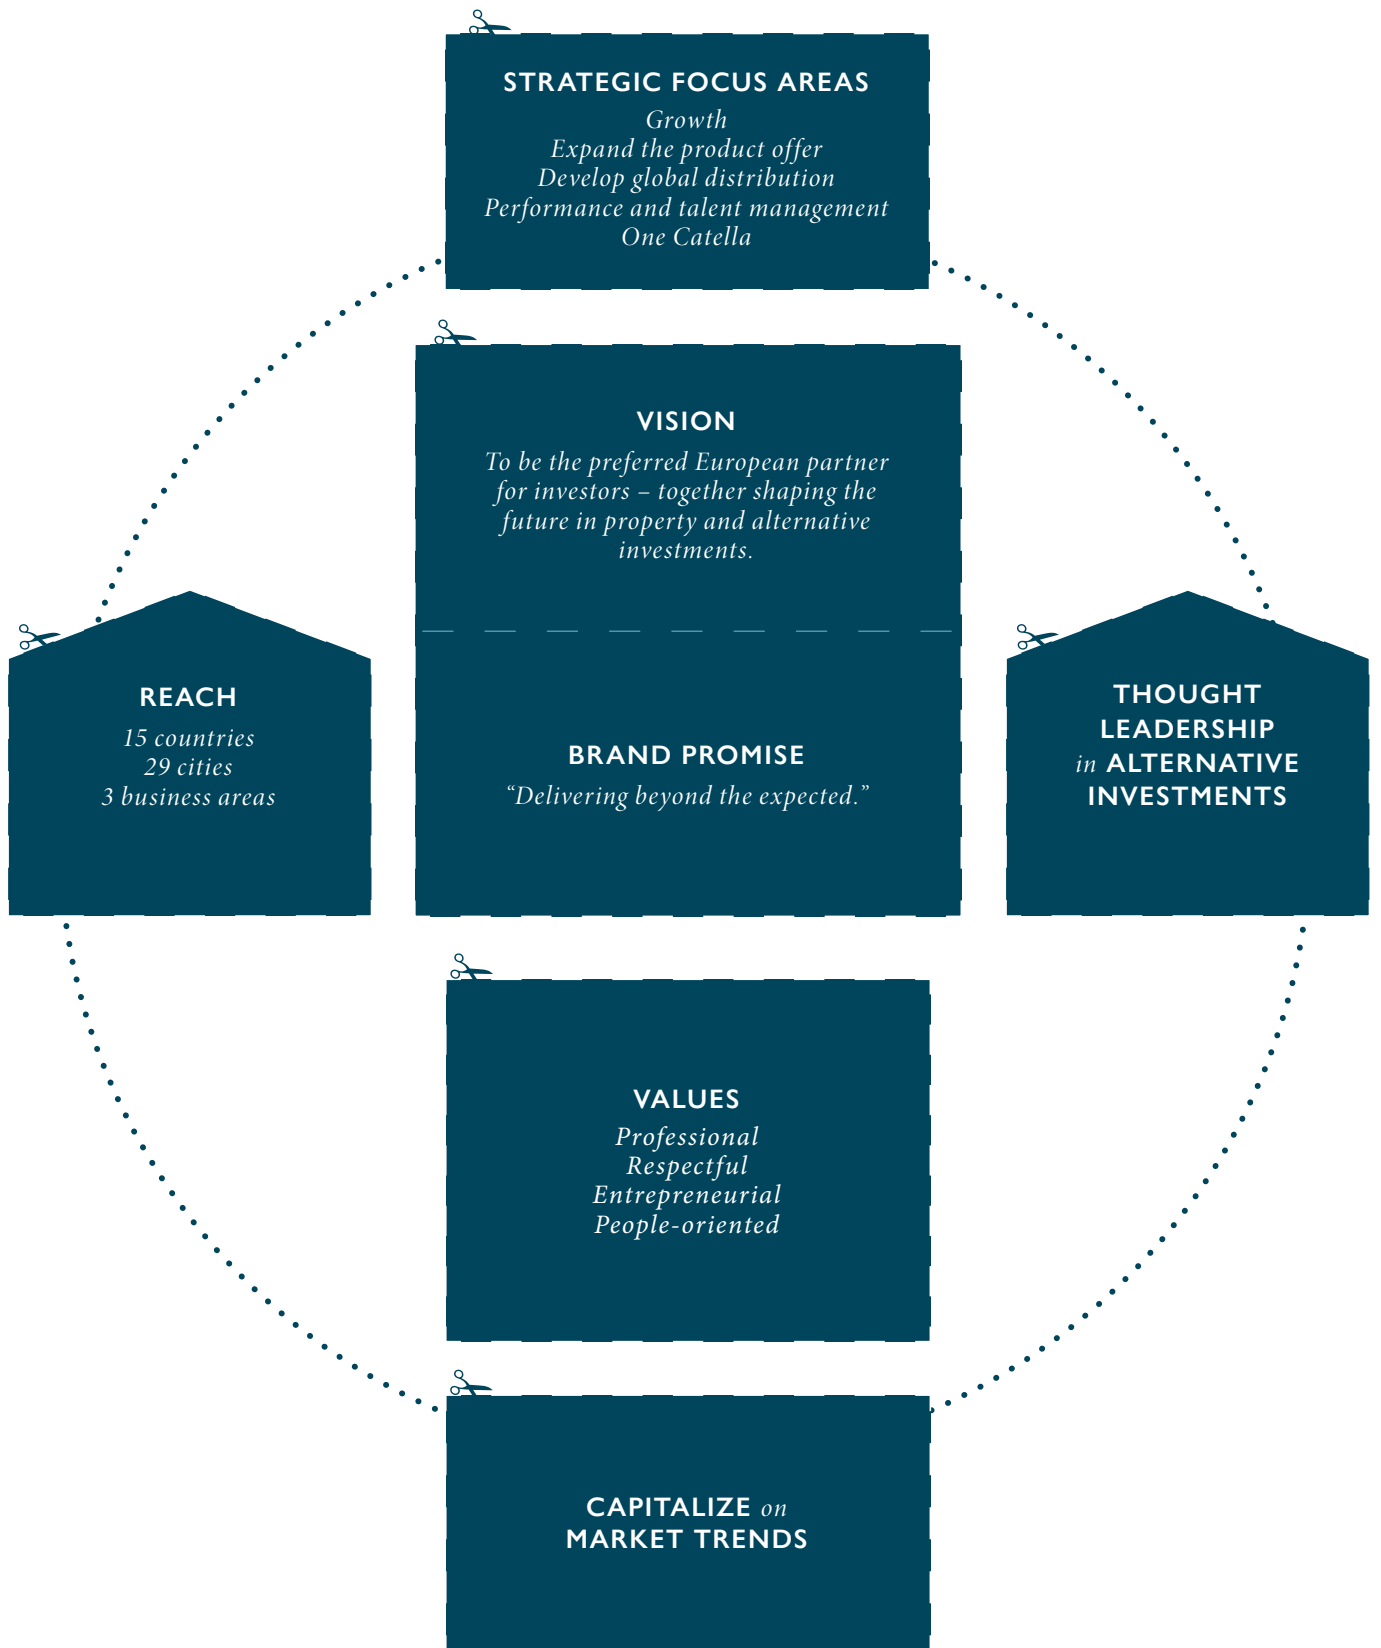 STRATEGIC FOCUS AREAS
Growth
Expand the product offer
Develop global distribution
Performance and talent management
One Catella
VISION
To be the preferred European partner
for investors – together shaping the
future in property and alternative
investments.
REACH
15 countries
29 cities
3 business areas
BRAND PROMISE
“Delivering beyond the expected.”
THOUGHT
LEADERSHIP
in ALTERNATIVE
INVESTMENTS
VALUES
Professional
Respectful
Entrepreneurial
People-oriented
CAPITALIZE on
MARKET TRENDS